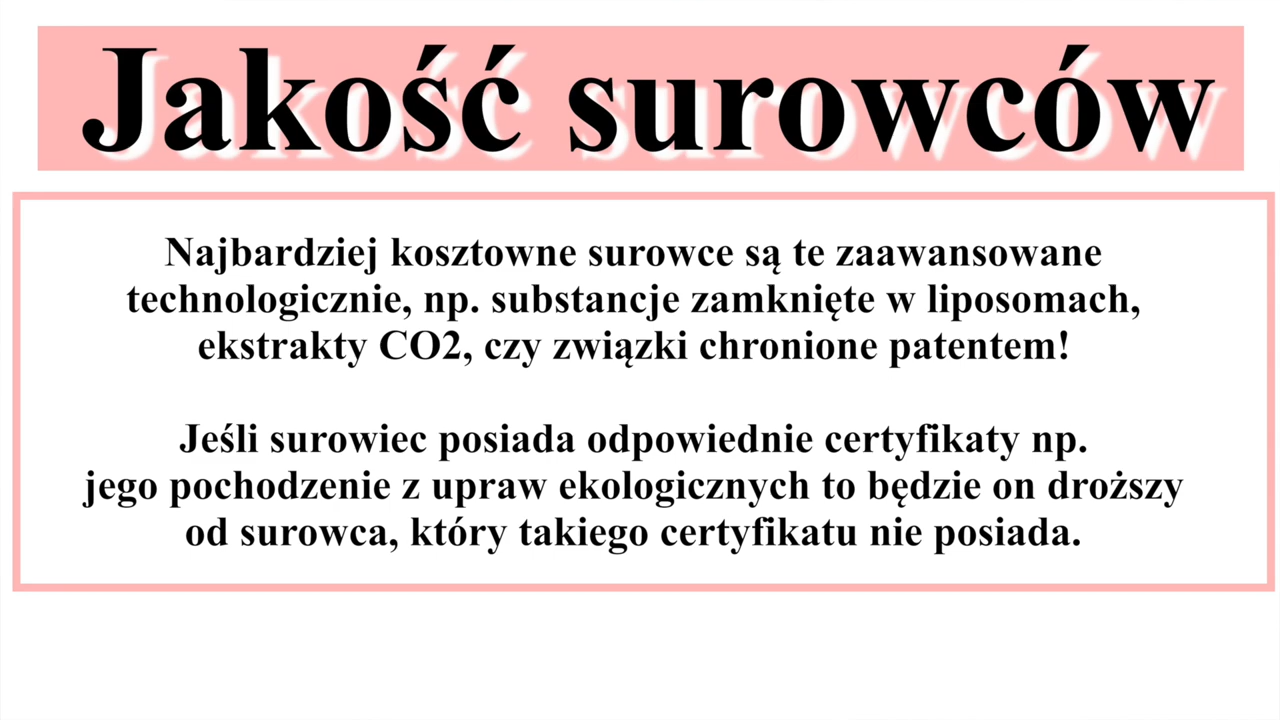 Jakość surowców
Najbardziej kosztowne surowce są te zaawansowane
technologicznie, np. substancje zamknięte w liposomach,
ekstrakty CO2, czy związki chronione patentem!
Jeśli surowiec posiada odpowiednie certyfikaty np.
jego pochodzenie z upraw ekologicznych to będzie on droższy
od surowca, który takiego certyfikatu nie posiada.